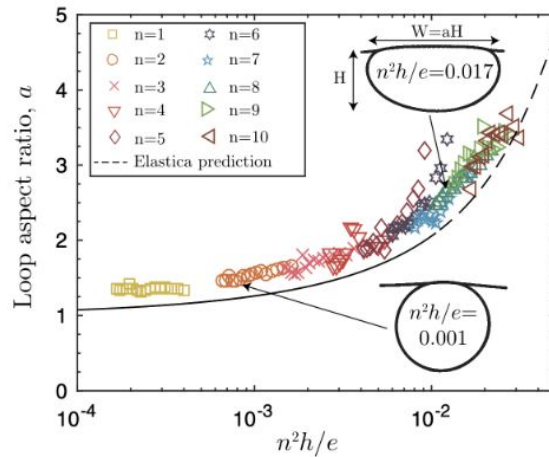 5
4
3
2
1
0
Loop aspect ratio, a
10⁻⁴
10⁻³
10⁻²
n²h/e
n=1
n=2
n=3
n=4
n=5
n=6
n=7
n=8
n=9
n=10
Elastica prediction
W=aH
H
n²h/e=0.017
n²h/e=
0.001